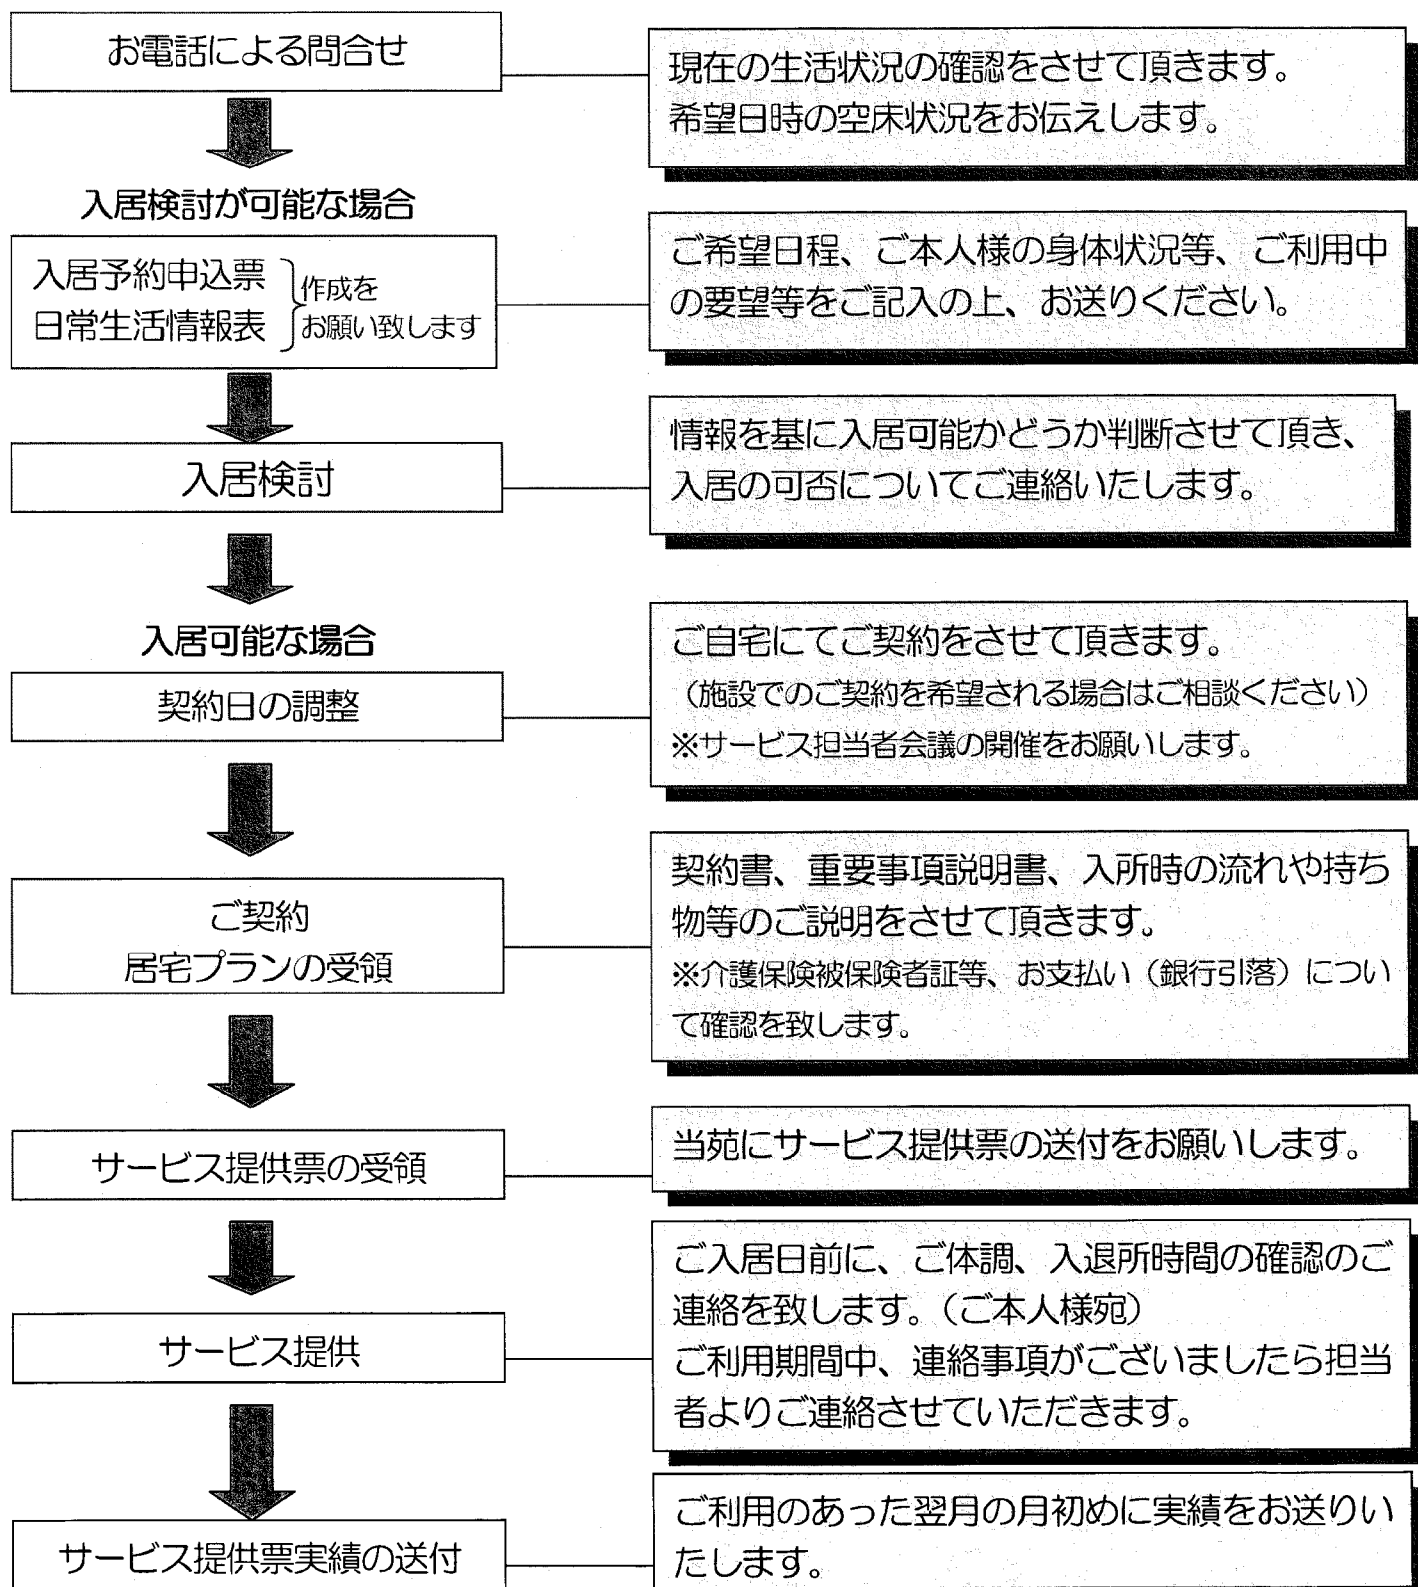 お電話による問合せ
現在の生活状況の確認をさせて頂きます。
希望日時の空床状況をお伝えします。
入居検討が可能な場合
入居予約申込票
日常生活情報表
作成を
お願い致します
ご希望日程、ご本人様の身体状況等、ご利用中
の要望等をご記入の上、お送りください。
入居検討
情報を基に入居可能かどうか判断させて頂き、
入居の可否についてご連絡いたします。
入居可能な場合
契約日の調整
ご自宅にてご契約をさせて頂きます。
（施設でのご契約を希望される場合はご相談ください）
※サービス担当者会議の開催をお願いします。
ご契約
居宅プランの受領
契約書、重要事項説明書、入所時の流れや持ち
物等のご説明をさせて頂きます。
※介護保険被保険者証等、お支払い（銀行引落）につい
て確認を致します。
サービス提供票の受領
当苑にサービス提供票の送付をお願いします。
サービス提供
ご入居日前に、ご体調、入退所時間の確認のご
連絡を致します。（ご本人様宛）
ご利用期間中、連絡事項がございましたら担当
者よりご連絡させていただきます。
サービス提供票実績の送付
ご利用のあった翌月の月初めに実績をお送りい
たします。